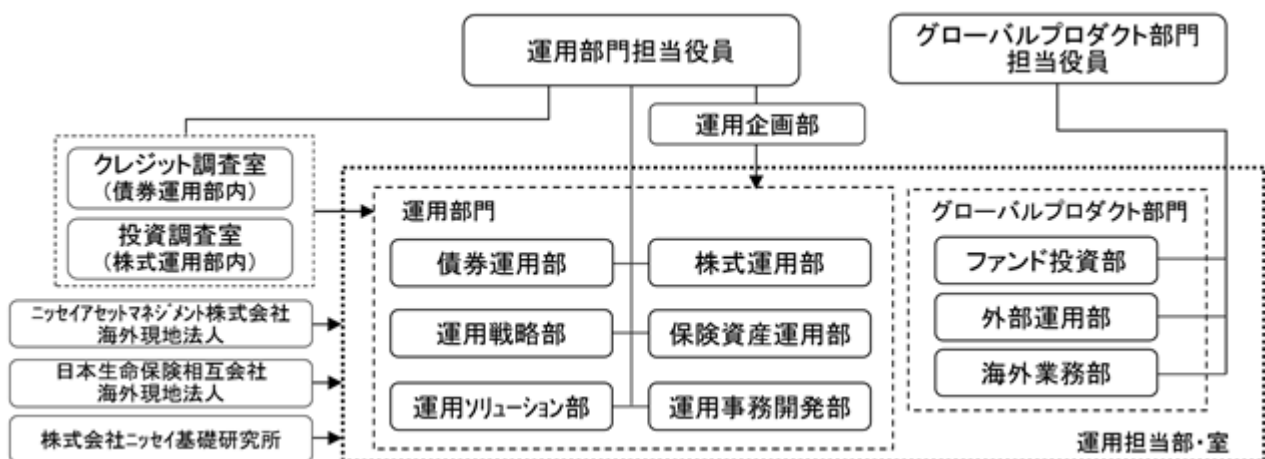 運用部門担当役員
グローバルプロダクト部門
担当役員
運用企画部
クレジット調査室
(債券運用部内)
投資調査室
(株式運用部内)
ニッセイアセットマネジメント株式会社
海外現地法人
日本生命保険相互会社
海外現地法人
株式会社ニッセイ基礎研究所
運用部門
債券運用部
株式運用部
運用戦略部
保険資産運用部
運用ソリューション部
運用事務開発部
グローバルプロダクト部門
ファンド投資部
外部運用部
海外業務部
運用担当部・室